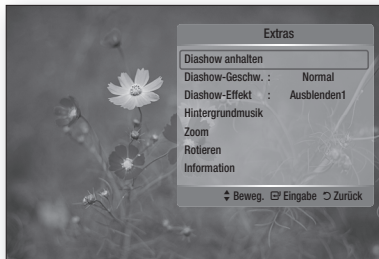 Extras
Diashow anhalten
Diashow-Geschw. : Normal
Diashow-Effekt : Ausblenden1
Hintergrundmusik
Zoom
Rotieren
Information
Beweg. Eingabe Zurück